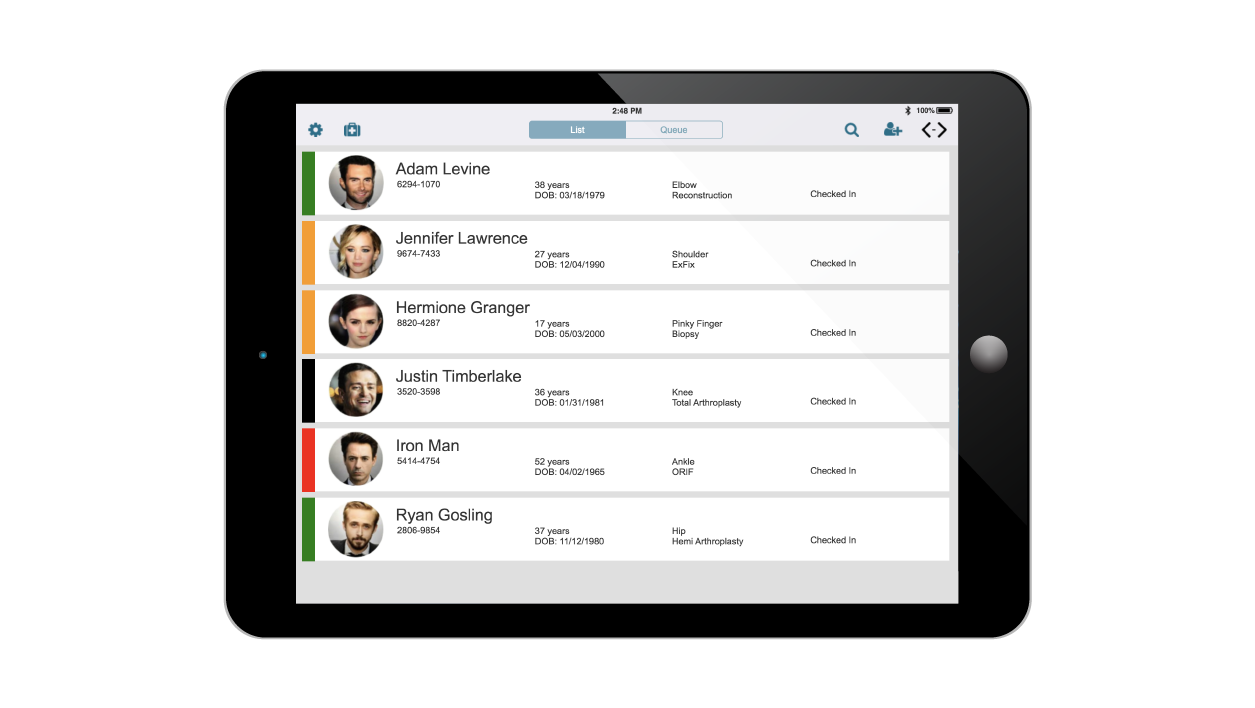 2:48 PM
100%
List
Queue
Adam Levine
6294-1070
38 years
DOB: 03/18/1979
Elbow
Reconstruction
Checked In
Jennifer Lawrence
9674-7433
27 years
DOB: 12/04/1990
Shoulder
ExFix
Checked In
Hermione Granger
8820-4287
17 years
DOB: 05/03/2000
Pinky Finger
Biopsy
Checked In
Justin Timberlake
3520-3598
36 years
DOB: 01/31/1981
Knee
Total Arthroplasty
Checked In
Iron Man
5414-4754
52 years
DOB: 04/02/1965
Ankle
ORIF
Checked In
Ryan Gosling
2806-9854
37 years
DOB: 11/12/1980
Hip
Hemi Arthroplasty
Checked In